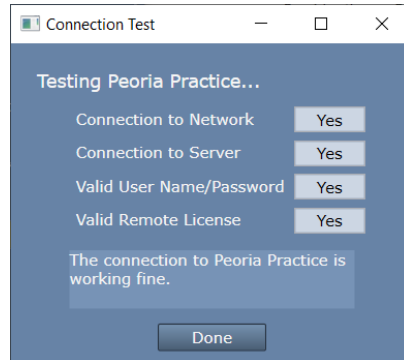 Connection Test
Testing Peoria Practice...
Connection to Network Yes
Connection to Server Yes
Valid User Name/Password Yes
Valid Remote License Yes
The connection to Peoria Practice is
working fine.
Done